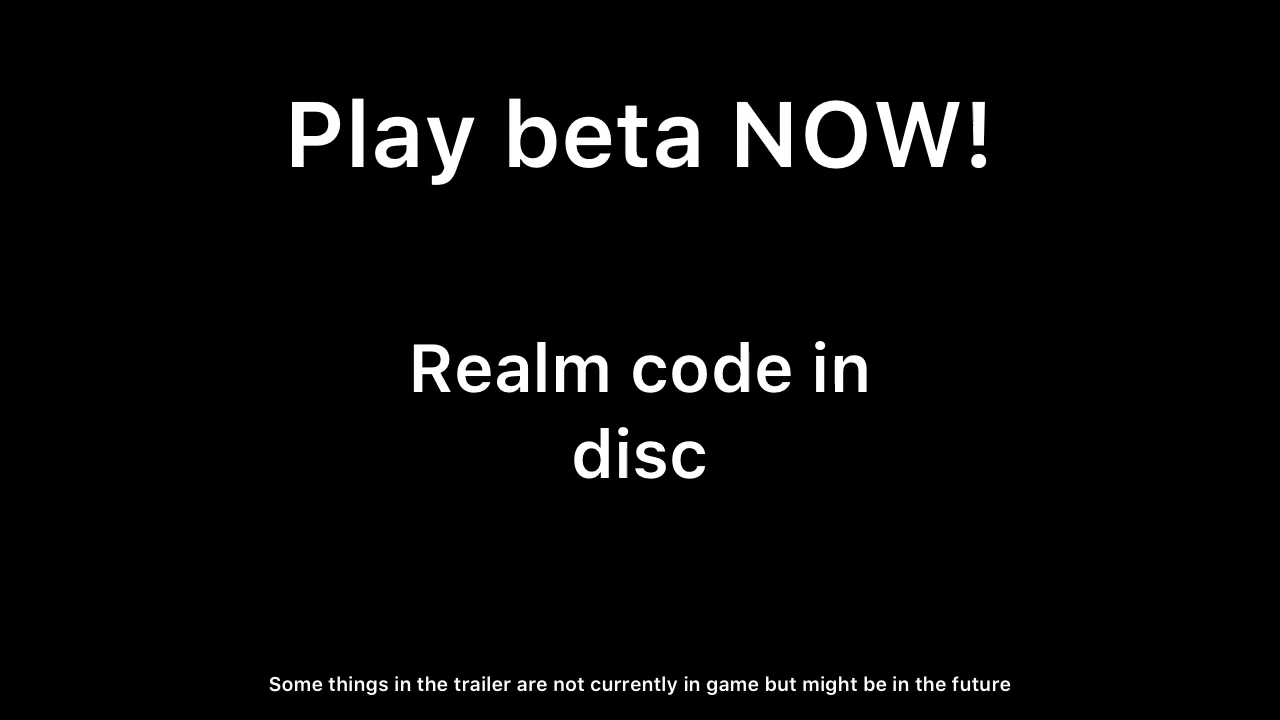 Play beta NOW!
Realm code in
disc
Some things in the trailer are not currently in game but might be in the future